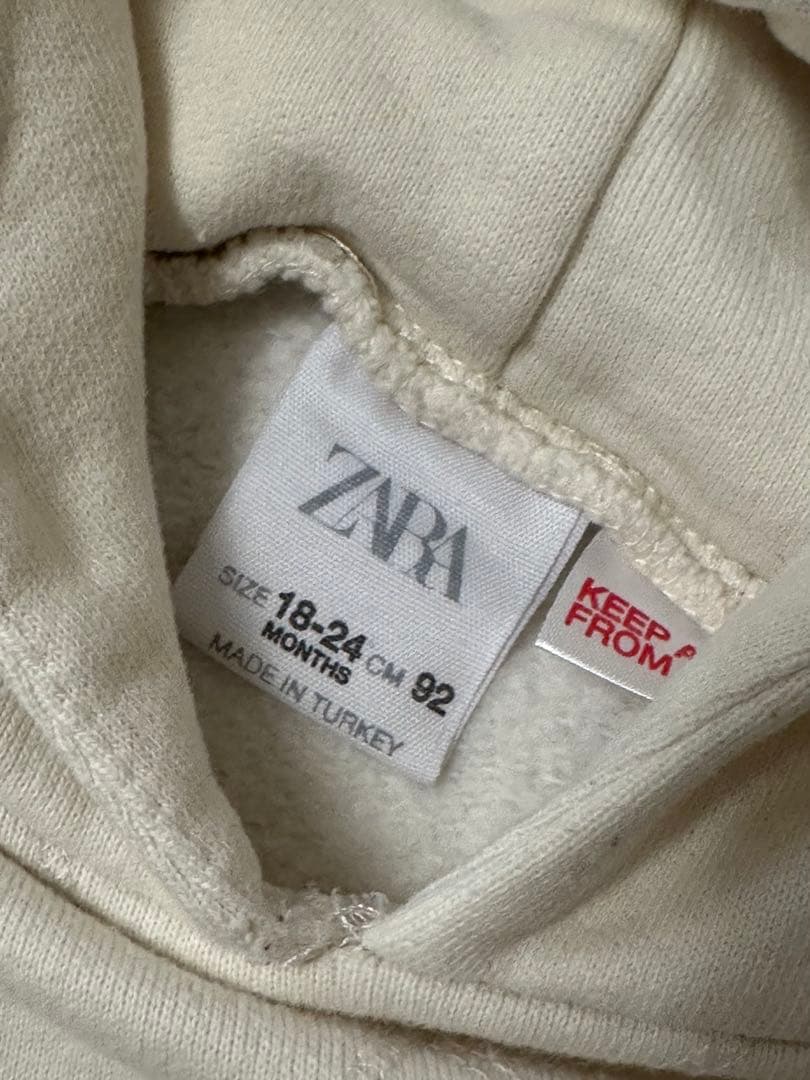 ZARA
SIZE 18-24 CM 92
MONTHS
MADE IN TURKEY
KEEP
FROM